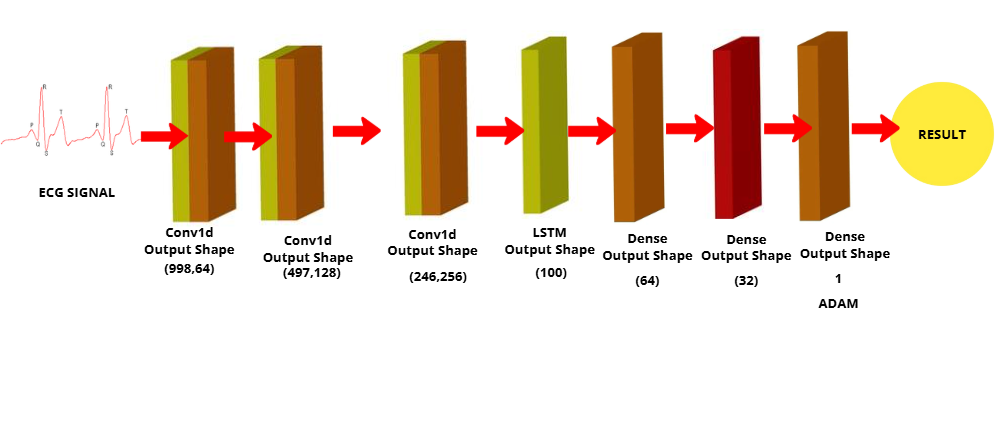 R
R
T
T
P
P
Q
Q
S
S
ECG SIGNAL
Conv1d
Output Shape
(998,64)
Conv1d
Output Shape
(497,128)
Conv1d
Output Shape
(246,256)
LSTM
Output Shape
(100)
Dense
Output Shape
(64)
Dense
Output Shape
(32)
Dense
Output Shape
1
ADAM
RESULT